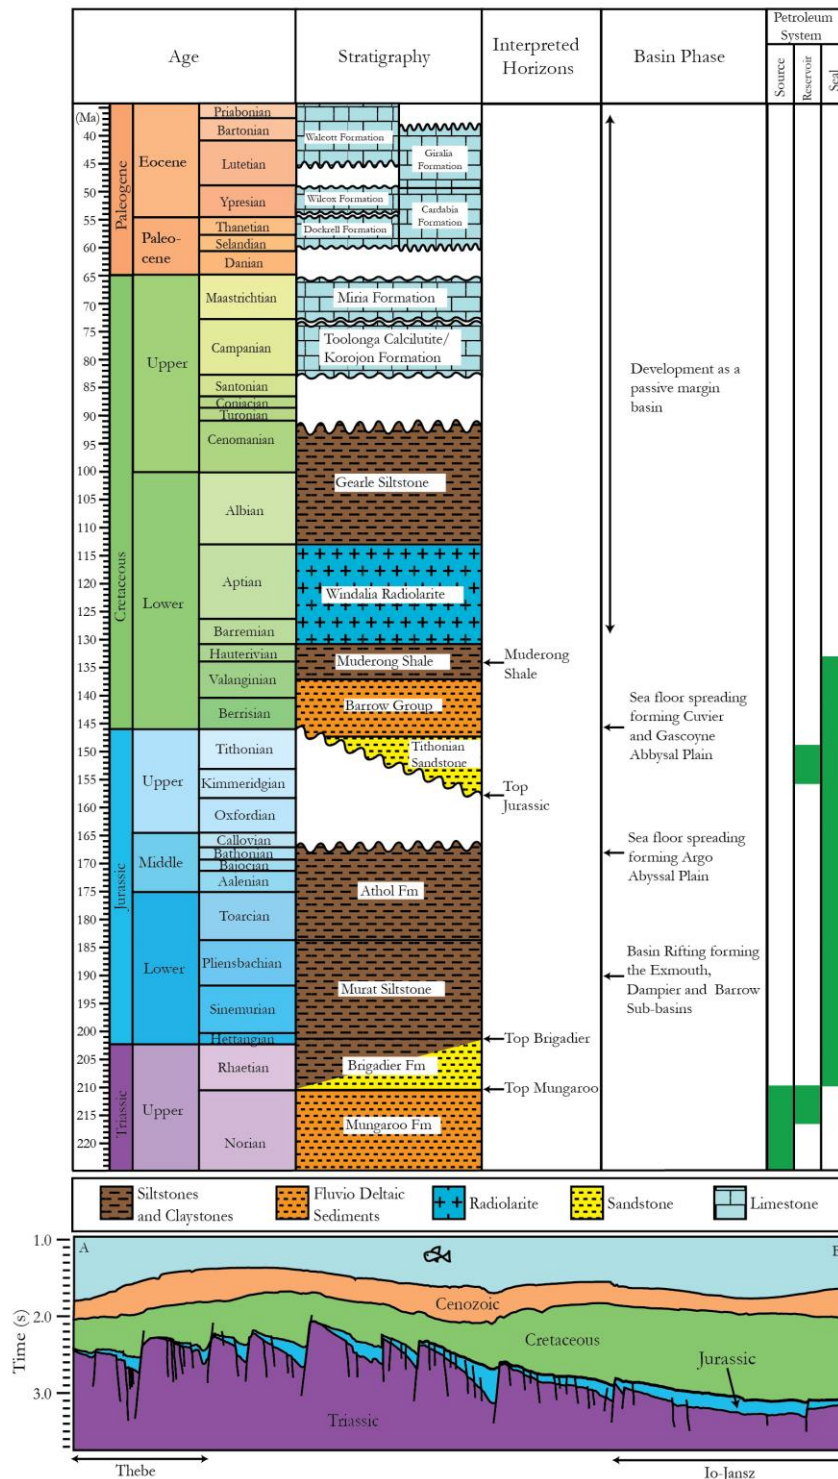 Age
Stratigraphy
Interpreted
Horizons
Basin Phase
Petroleum
System
Source
Reservoir
Seal
(Ma)
40
45
50
55
60
65
70
75
80
85
90
95
100
105
110
115
120
125
130
135
140
145
150
155
160
165
170
175
180
185
190
195
200
205
210
215
220
Paleogene
Cretaceous
Jurassic
Triassic
Eocene
Paleo-
cene
Upper
Lower
Upper
Middle
Lower
Upper
Priabonian
Bartonian
Lutetian
Ypresian
Thanetian
Selandian
Danian
Maastrichtian
Campanian
Santonian
Coniacian
Turonian
Cenomanian
Albian
Aptian
Barremian
Hauterivian
Valanginian
Berrisian
Tithonian
Kimmeridgian
Oxfordian
Callovian
Bathonian
Bajocian
Aalenian
Toarcian
Pliensbachian
Sinemurian
Hettangian
Rhaetian
Norian
Walcott Formation
Giralia
Formation
Wilcox Formation
Cardabia
Formation
Dockrell Formation
Miria Formation
Toolonga Calcilutite/
Korojon Formation
Gearle Siltstone
Windalia Radiolarite
Muderong Shale
Barrow Group
Tithonian
Sandstone
Athol Fm
Murat Siltstone
Brigadier Fm
Mungaroo Fm
Muderong
Shale
Top
Jurassic
Top Brigadier
Top Mungaroo
Development as a
passive margin
basin
Sea floor spreading
forming Cuvier
and Gascoyne
Abbysal Plain
Sea floor spreading
forming Argo
Abyssal Plain
Basin Rifting forming
the Exmouth,
Dampier and Barrow
Sub-basins
Siltstones
and Claystones
Fluvio Deltaic
Sediments
Radiolarite
Sandstone
Limestone
1.0
2.0
3.0
Time (s)
A
Cenozoic
Cretaceous
Jurassic
Triassic
Thebe
Io-Jansz